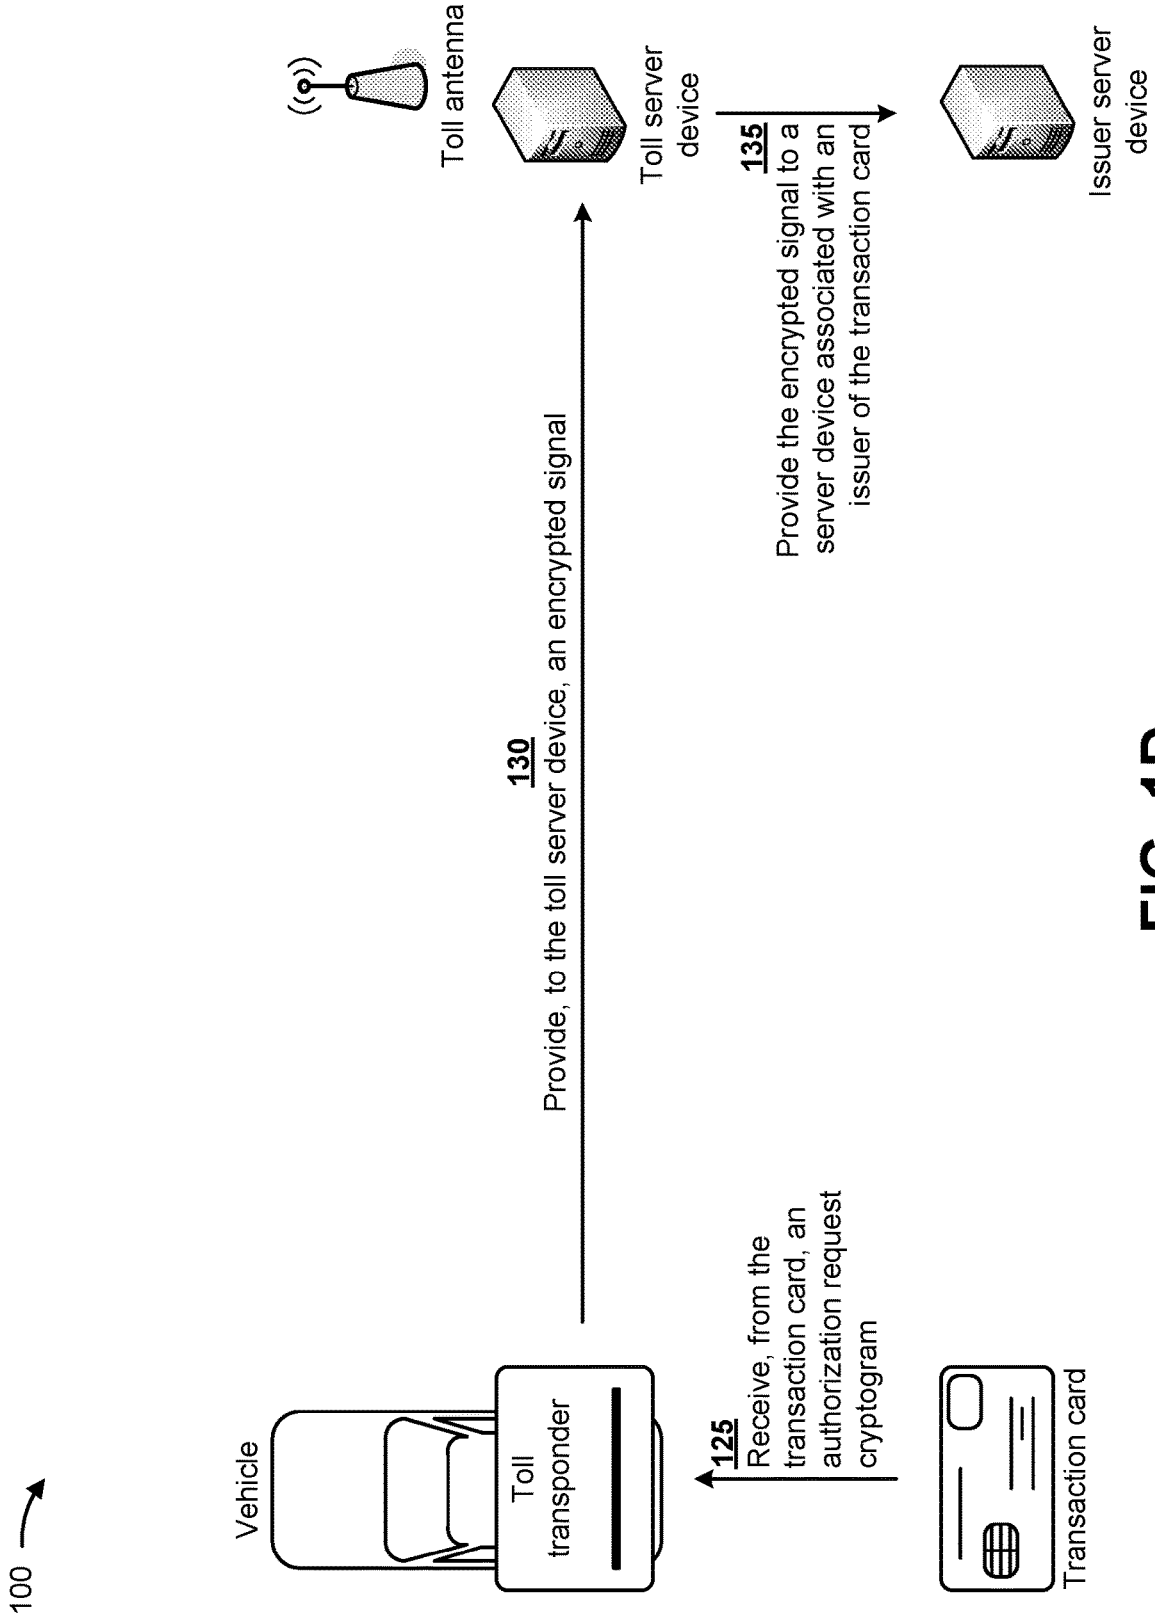 100
Vehicle
Toll antenna
Toll
transponder
130
Provide, to the toll server device, an encrypted signal
Toll server
device
125
Receive, from the
transaction card, an
authorization request
cryptogram
135
Provide the encrypted signal to a
server device associated with an
issuer of the transaction card
Transaction card
Issuer server
device
FIG.